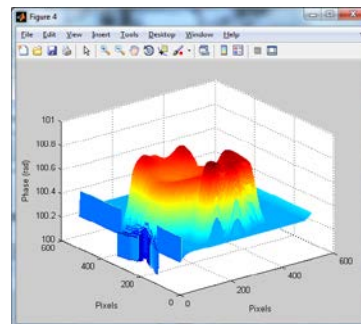 Figure 4
File Edit View Insert Tools Desktop Window Help
101
100.8
100.6
100.4
100.2
100
Phase (rad)
600
400
200
0
Pixels
0
200
400
600
Pixels